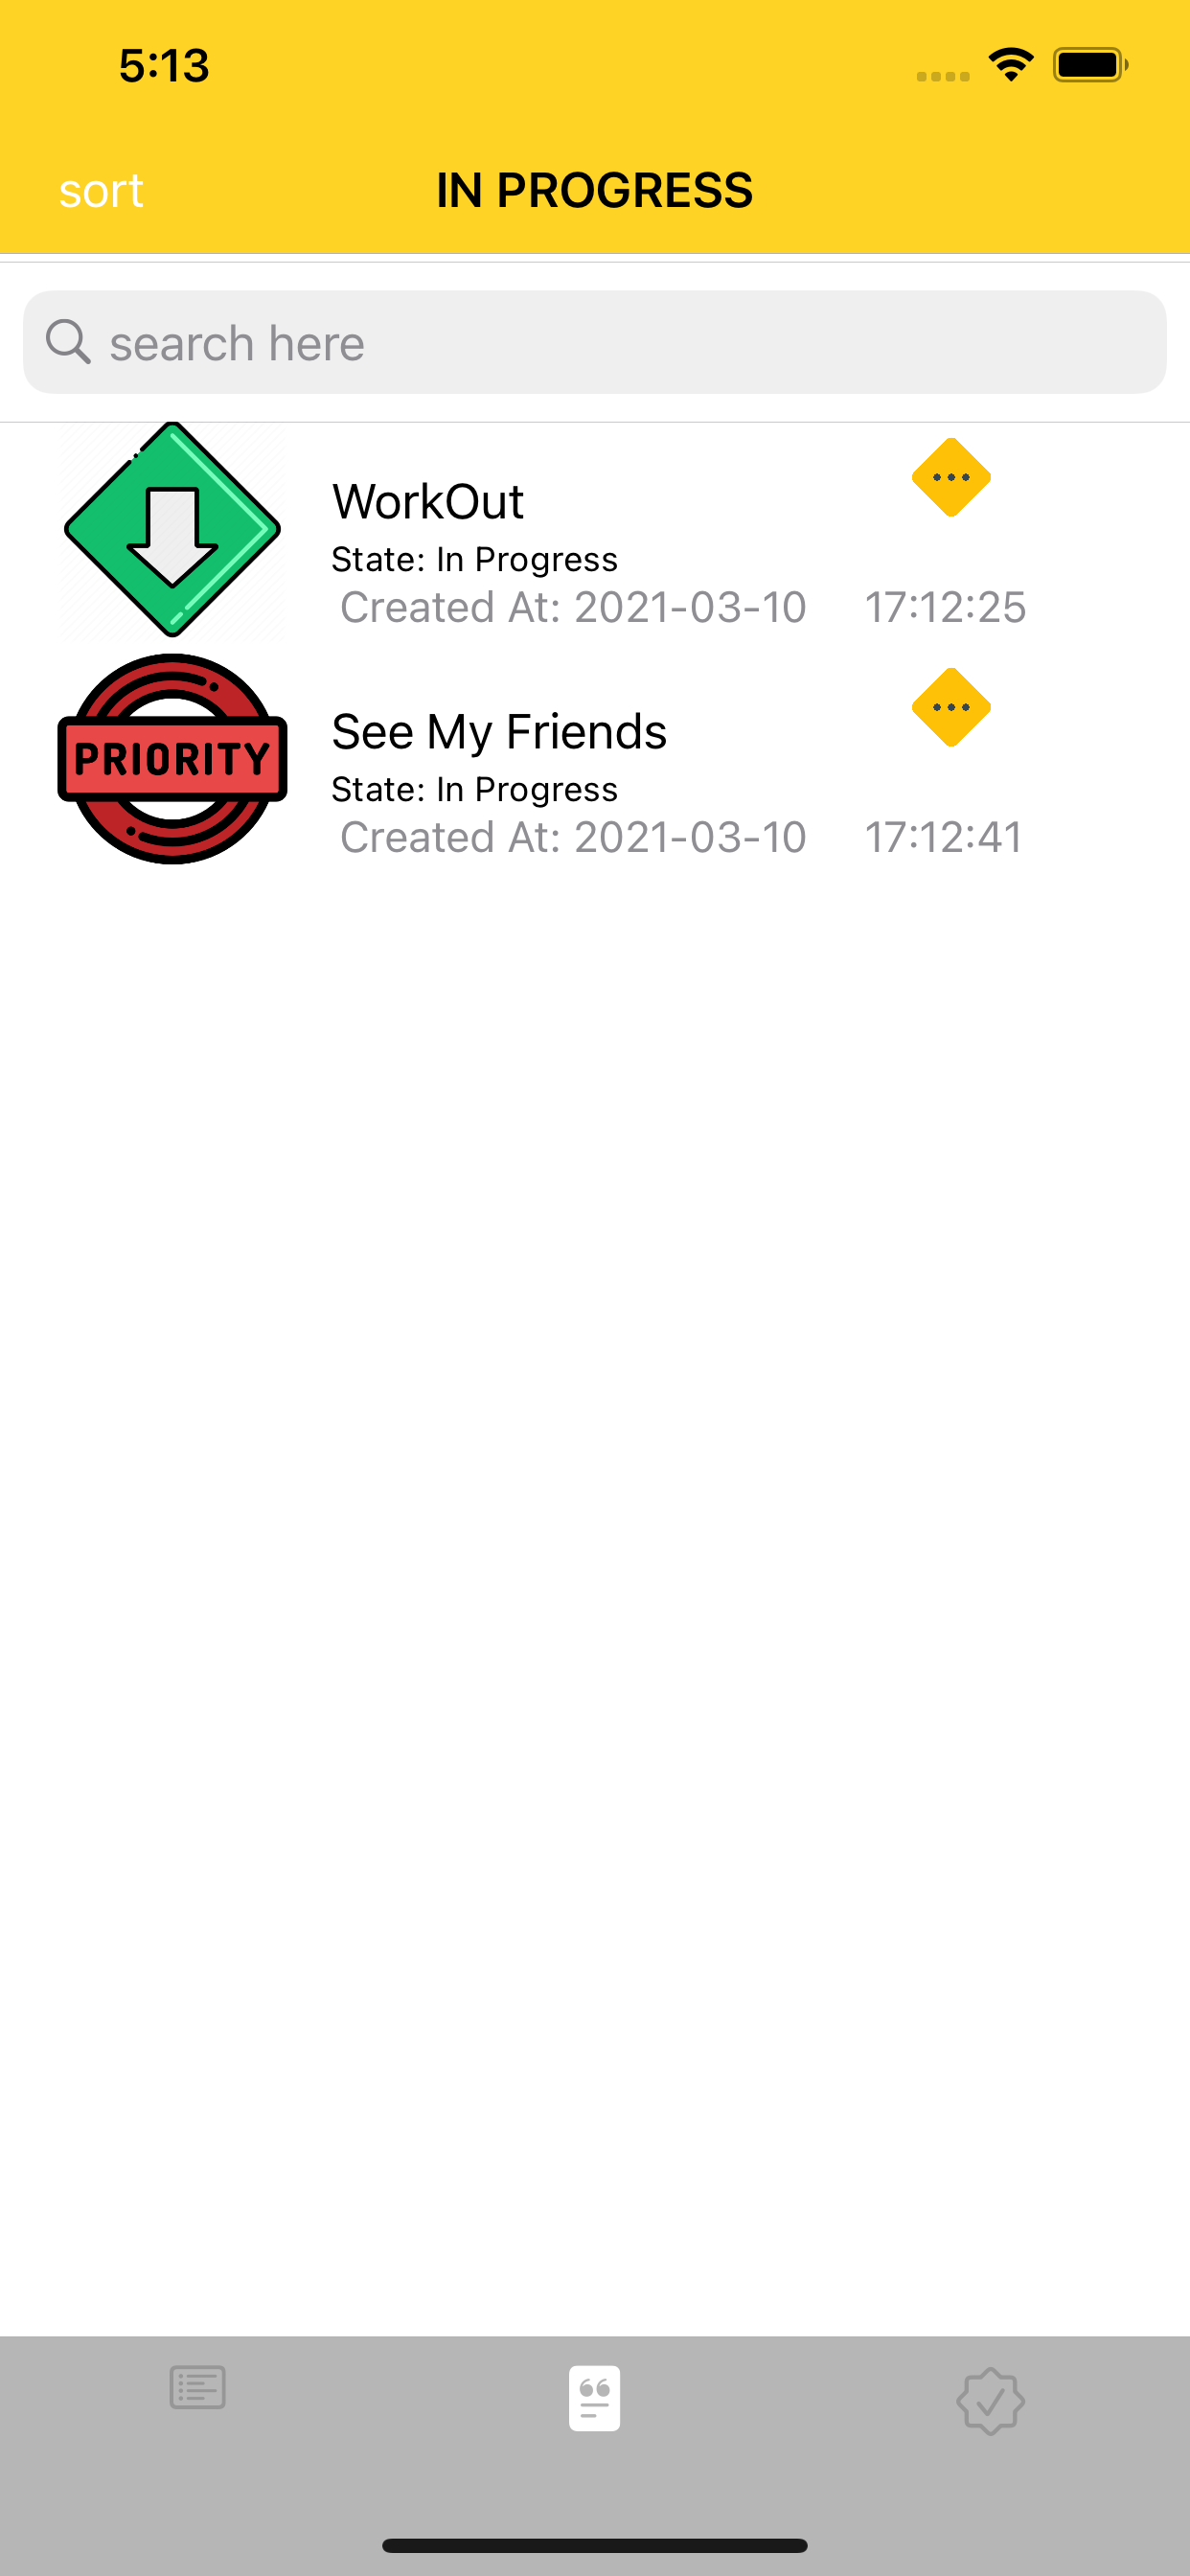 5:13
sort
IN PROGRESS
search here
WorkOut
State: In Progress
Created At: 2021-03-10 17:12:25
PRIORITY
See My Friends
State: In Progress
Created At: 2021-03-10 17:12:41